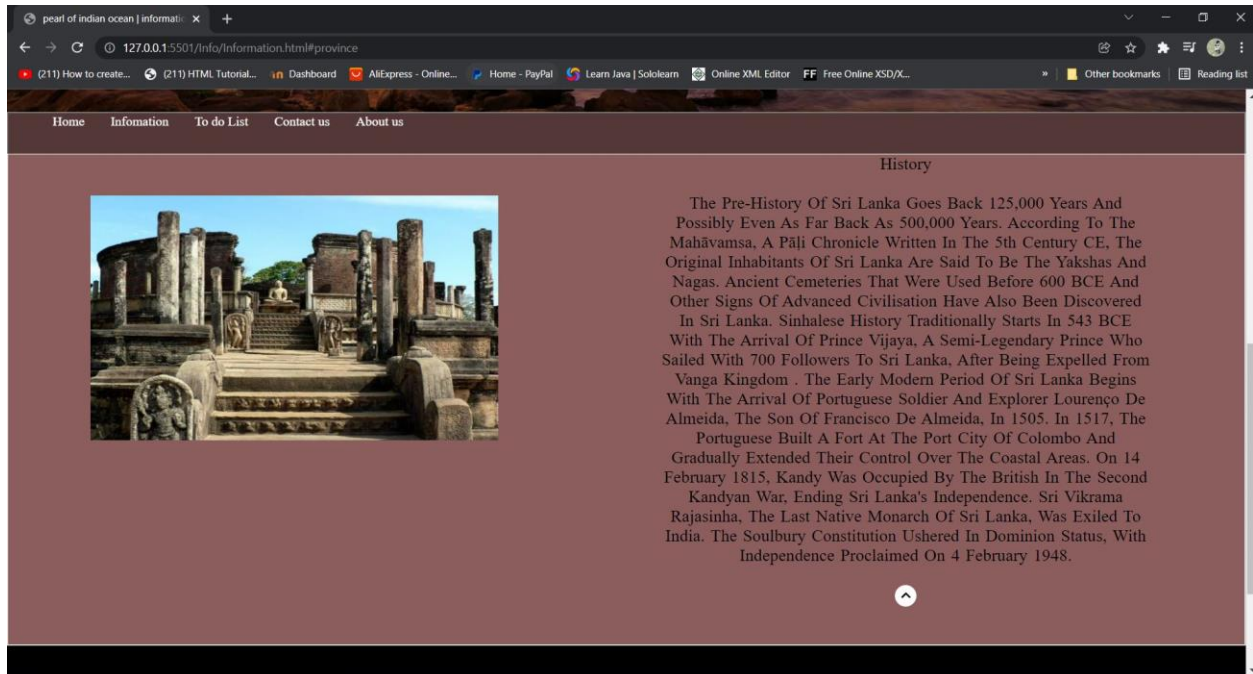 pearl of indian ocean | informatic
127.0.0.1:5501/Info/Information.html#province
(211) How to create... (211) HTML Tutorial... Dashboard AliExpress - Online... Home - PayPal Learn Java | Sololearn Online XML Editor FF Free Online XSD/X... » Other bookmarks Reading list
Home Infomation To do List Contact us About us
History
The Pre-History Of Sri Lanka Goes Back 125,000 Years And
Possibly Even As Far Back As 500,000 Years. According To The
Mahāvamsa, A Pāḷi Chronicle Written In The 5th Century CE, The
Original Inhabitants Of Sri Lanka Are Said To Be The Yakshas And
Nagas. Ancient Cemeteries That Were Used Before 600 BCE And
Other Signs Of Advanced Civilisation Have Also Been Discovered
In Sri Lanka. Sinhalese History Traditionally Starts In 543 BCE
With The Arrival Of Prince Vijaya, A Semi-Legendary Prince Who
Sailed With 700 Followers To Sri Lanka, After Being Expelled From
Vanga Kingdom . The Early Modern Period Of Sri Lanka Begins
With The Arrival Of Portuguese Soldier And Explorer Lourenço De
Almeida, The Son Of Francisco De Almeida, In 1505. In 1517, The
Portuguese Built A Fort At The Port City Of Colombo And
Gradually Extended Their Control Over The Coastal Areas. On 14
February 1815, Kandy Was Occupied By The British In The Second
Kandyan War, Ending Sri Lanka's Independence. Sri Vikrama
Rajasinha, The Last Native Monarch Of Sri Lanka, Was Exiled To
India. The Soulbury Constitution Ushered In Dominion Status, With
Independence Proclaimed On 4 February 1948.